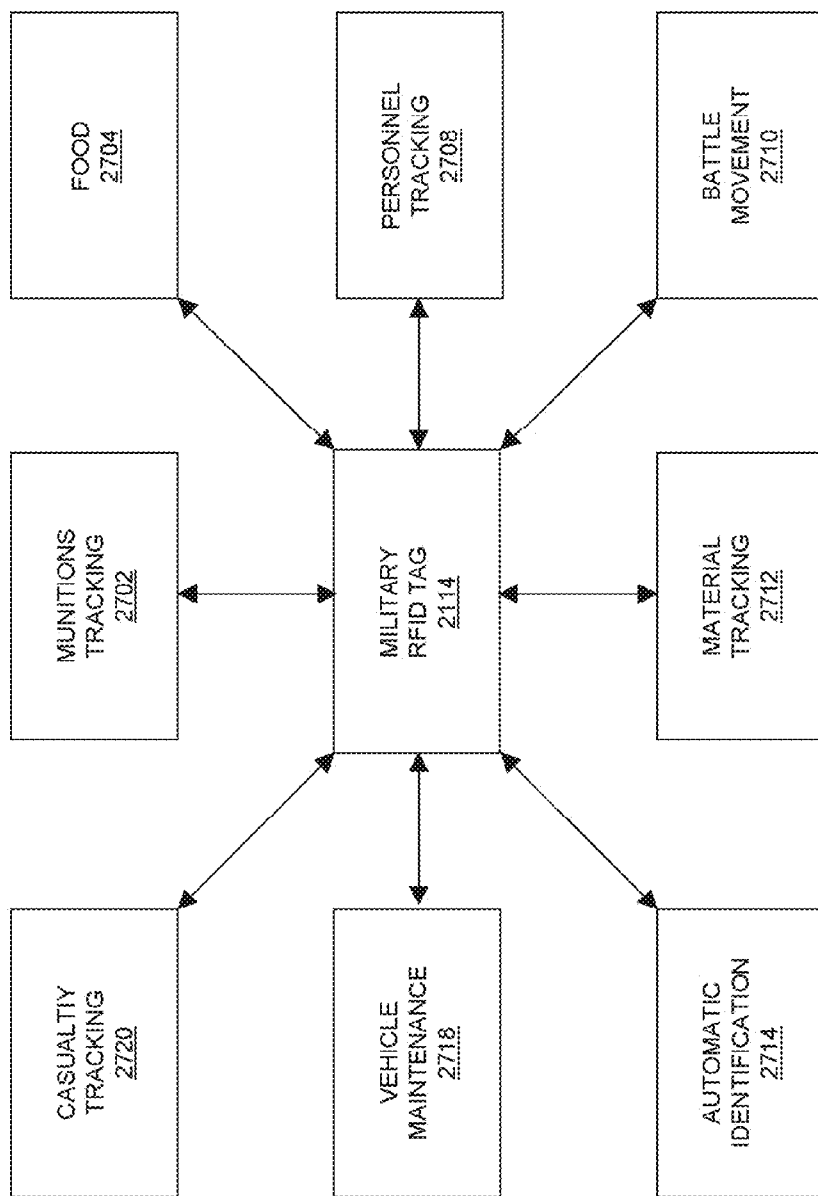 AUTOMATIC
IDENTIFICATION
2714
VEHICLE
MAINTENANCE
2718
CASUALTIY
TRACKING
2720
MATERIAL
TRACKING
2712
MILITARY
RFID TAG
2114
MUNITIONS
TRACKING
2702
BATTLE
MOVEMENT
2710
PERSONNEL
TRACKING
2708
FOOD
2704